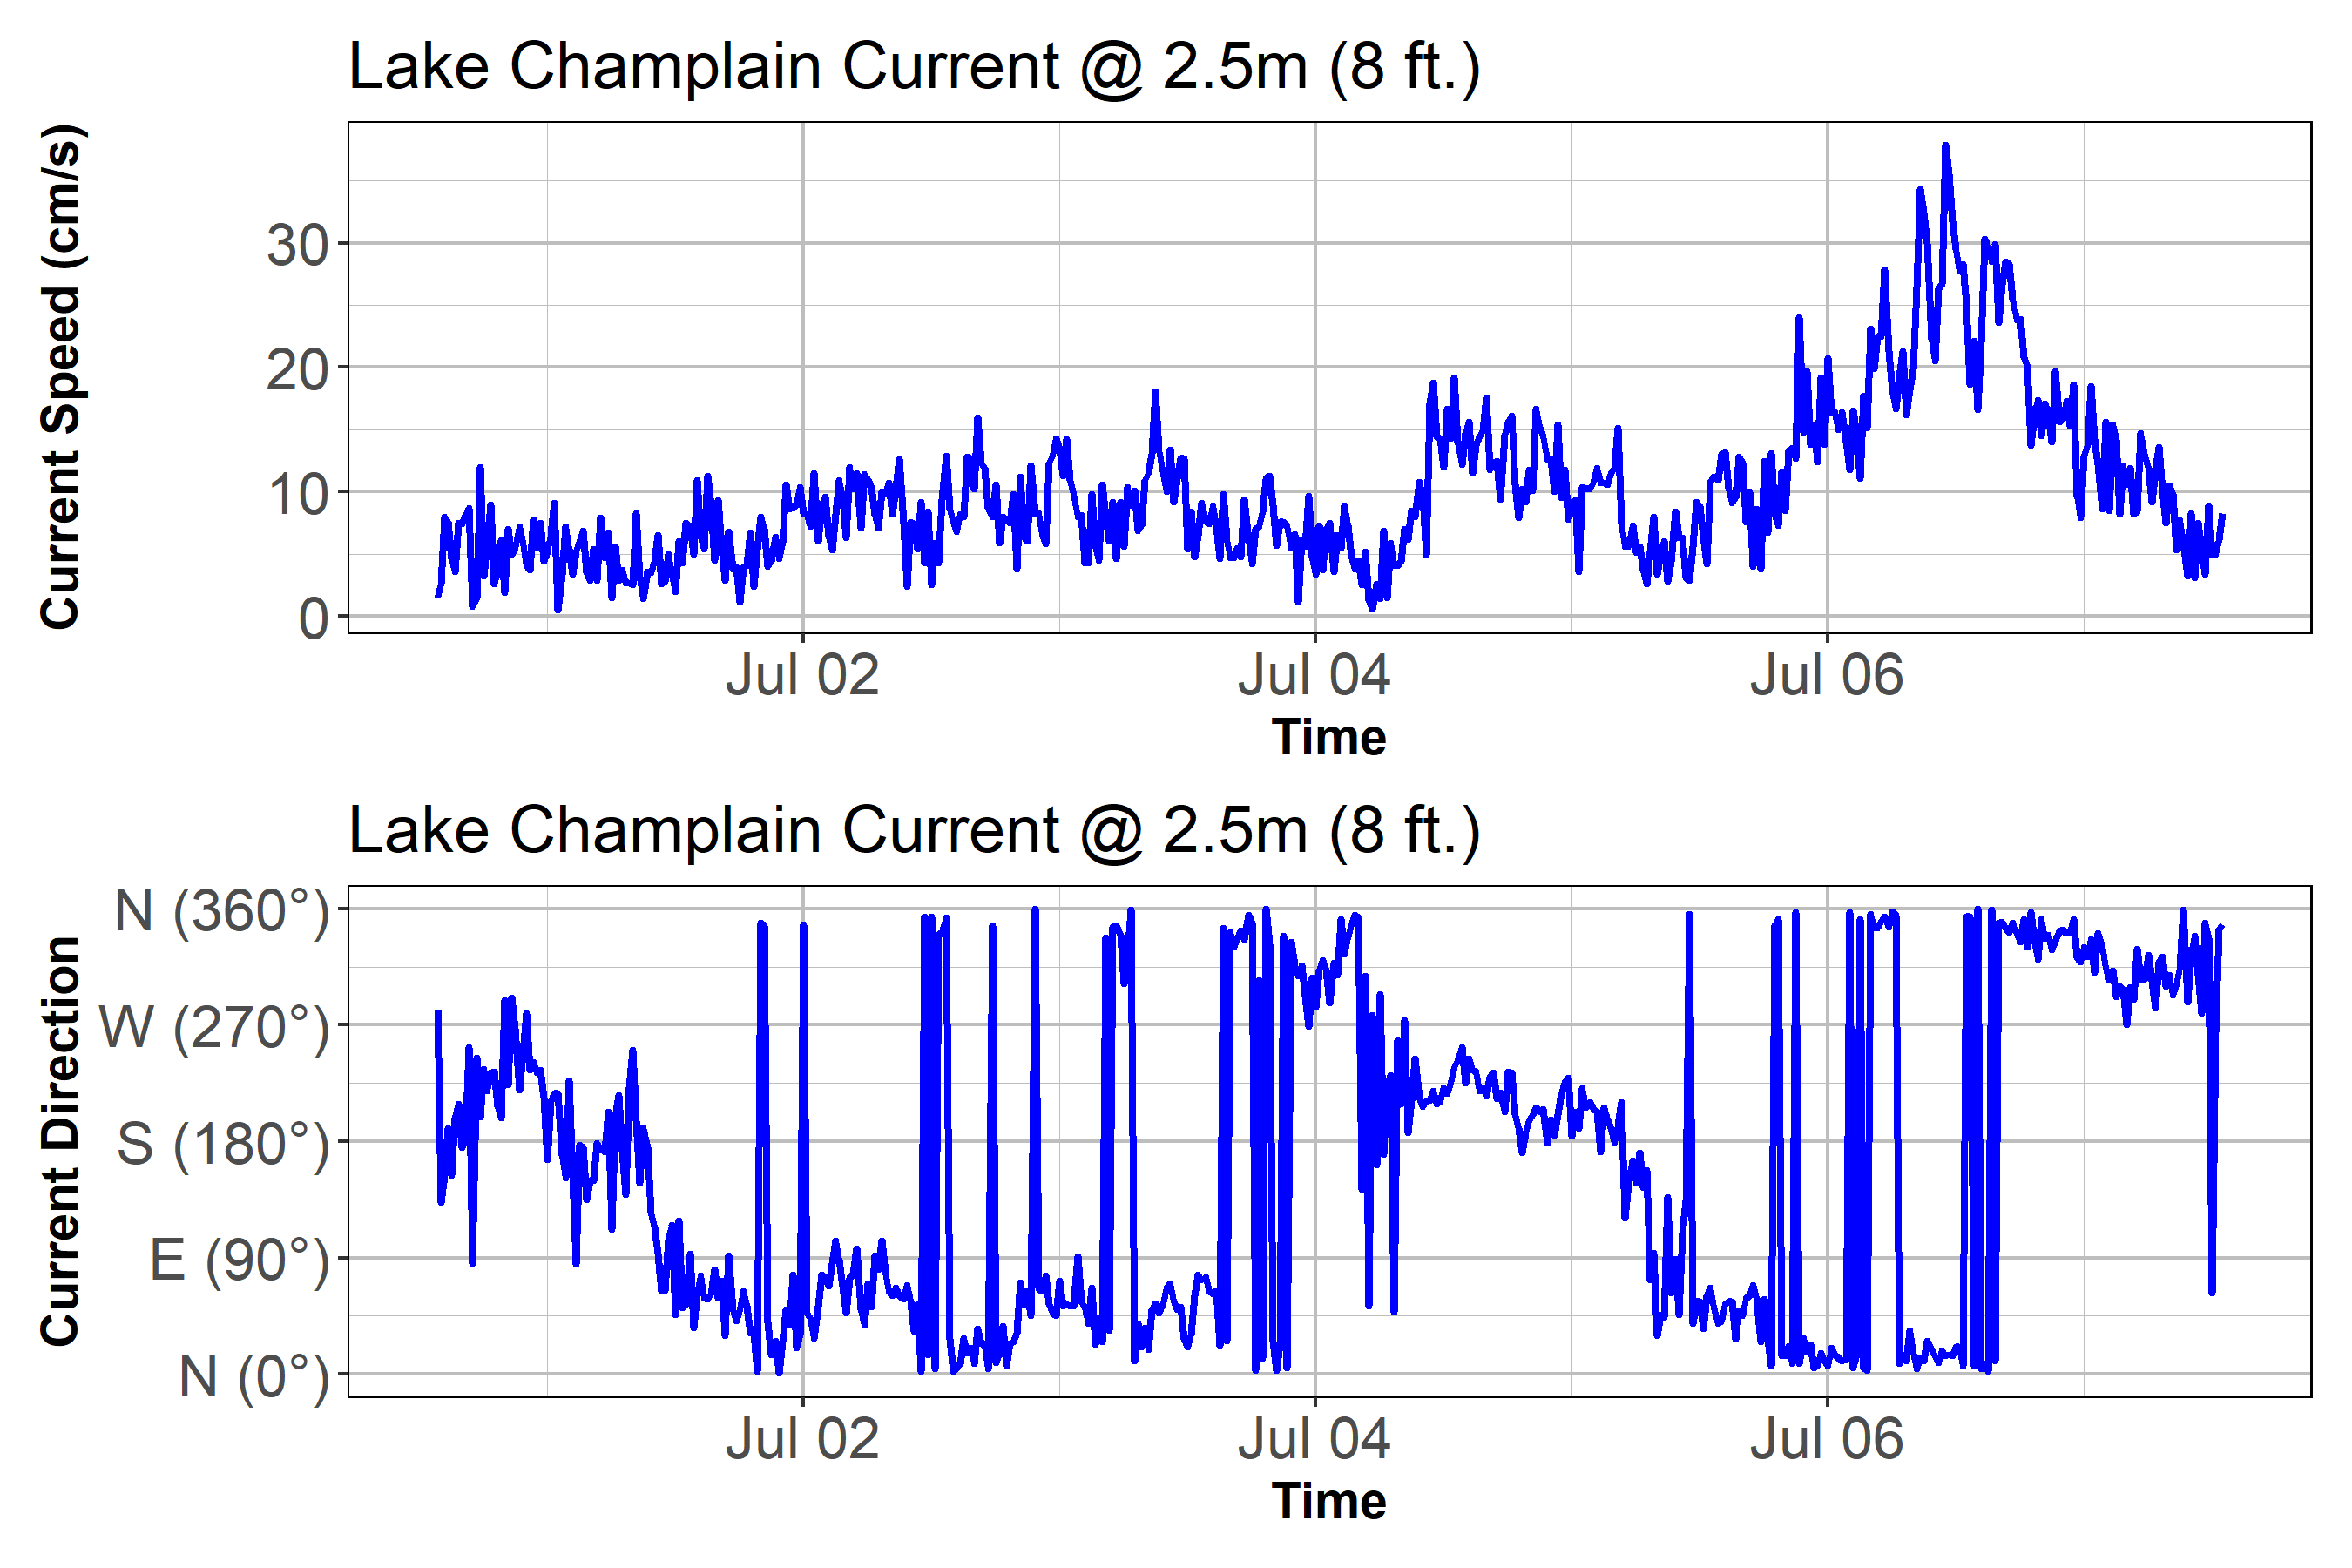 Lake Champlain Current @ 2.5m (8 ft.)
Current Speed (cm/s)
30
20
10
0
Jul 02
Jul 04
Jul 06
Time
Lake Champlain Current @ 2.5m (8 ft.)
Current Direction
N (360°)
W (270°)
S (180°)
E (90°)
N (0°)
Jul 02
Jul 04
Jul 06
Time